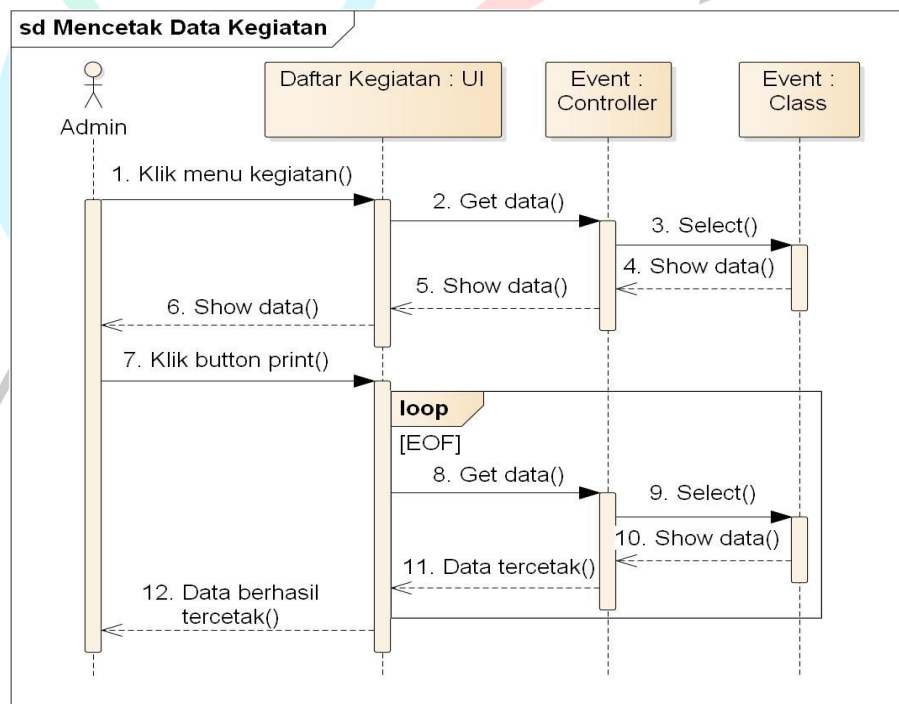 sd Mencetak Data Kegiatan
Admin
Daftar Kegiatan : UI
Event :
Controller
Event :
Class
1. Klik menu kegiatan()
2. Get data()
3. Select()
4. Show data()
5. Show data()
6. Show data()
7. Klik button print()
loop
[EOF]
8. Get data()
9. Select()
10. Show data()
11. Data tercetak()
12. Data berhasil
tercetak()